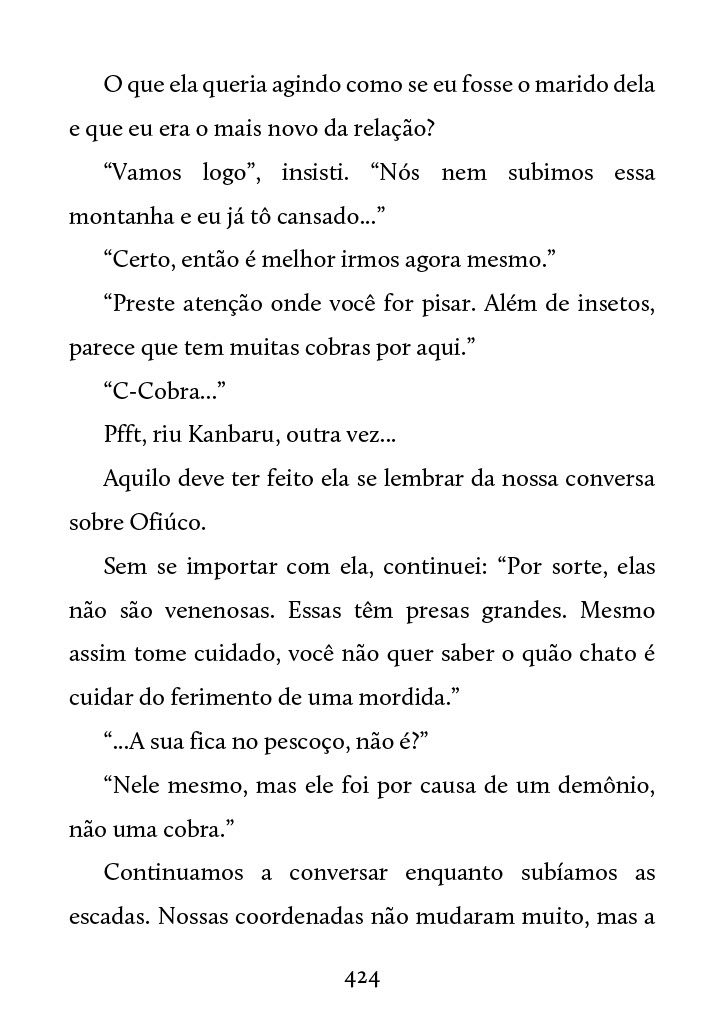 O que ela queria agindo como se eu fosse o marido dela
e que eu era o mais novo da relação?
“Vamos logo”, insisti. “Nós nem subimos essa
montanha e eu já tô cansado...”
“Certo, então é melhor irmos agora mesmo.”
“Preste atenção onde você for pisar. Além de insetos,
parece que tem muitas cobras por aqui.”
“C-Cobra...”
Pfft, riu Kanbaru, outra vez...
Aquilo deve ter feito ela se lembrar da nossa conversa
sobre Ofiúco.
Sem se importar com ela, continuei: “Por sorte, elas
não são venenosas. Essas têm presas grandes. Mesmo
assim tome cuidado, você não quer saber o quão chato é
cuidar do ferimento de uma mordida.”
“...A sua fica no pescoço, não é?”
“Nele mesmo, mas ele foi por causa de um demônio,
não uma cobra.”
Continuamos a conversar enquanto subíamos as
escadas. Nossas coordenadas não mudaram muito, mas a
424